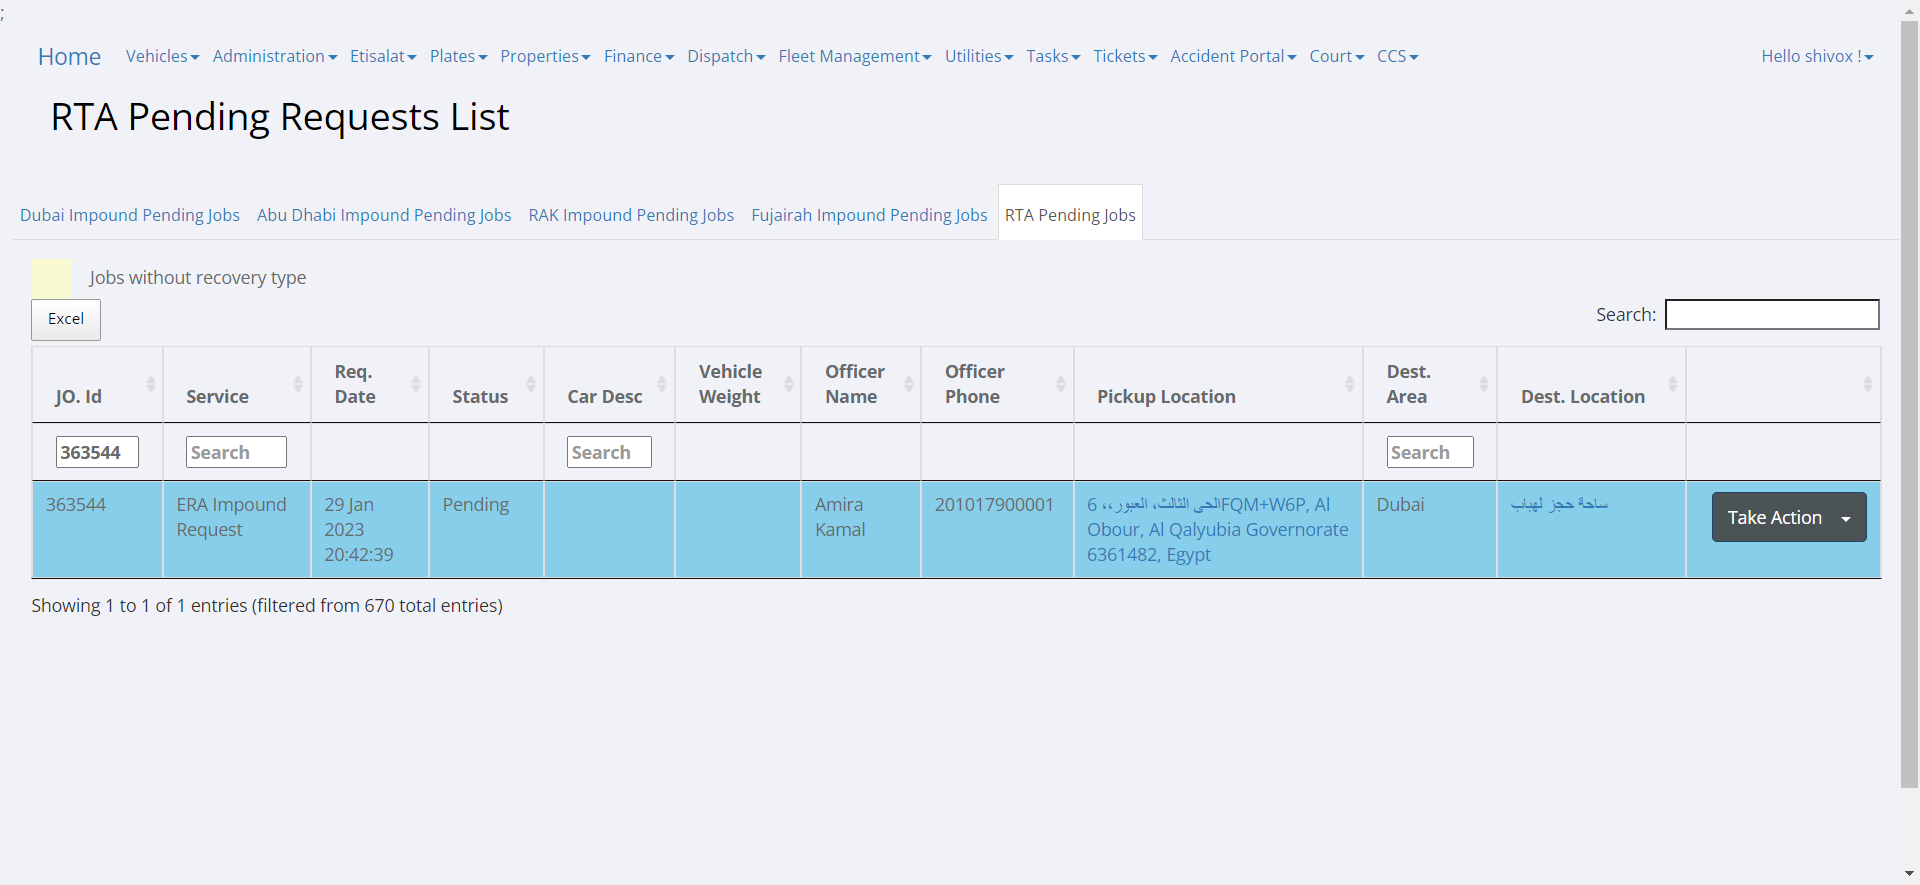 ;
Home Vehicles Administration Etisalat Plates Properties Finance Dispatch Fleet Management Utilities Tasks Tickets Accident Portal Court CCS Hello shivox !
RTA Pending Requests List
Dubai Impound Pending Jobs Abu Dhabi Impound Pending Jobs RAK Impound Pending Jobs Fujairah Impound Pending Jobs RTA Pending Jobs
Jobs without recovery type
Excel
Search:
JO. Id
Service
Req.
Date
Status
Car Desc
Vehicle
Weight
Officer
Name
Officer
Phone
Pickup Location
Dest.
Area
Dest. Location
363544
Search
Search
Search
363544
ERA Impound
Request
29 Jan
2023
20:42:39
Pending
Amira
Kamal
201017900001
6 الحى الثالث، العبور،،FQM+W6P, Al
Obour, Al Qalyubia Governorate
6361482, Egypt
Dubai
ساحة حجز لهباب
Take Action
Showing 1 to 1 of 1 entries (filtered from 670 total entries)